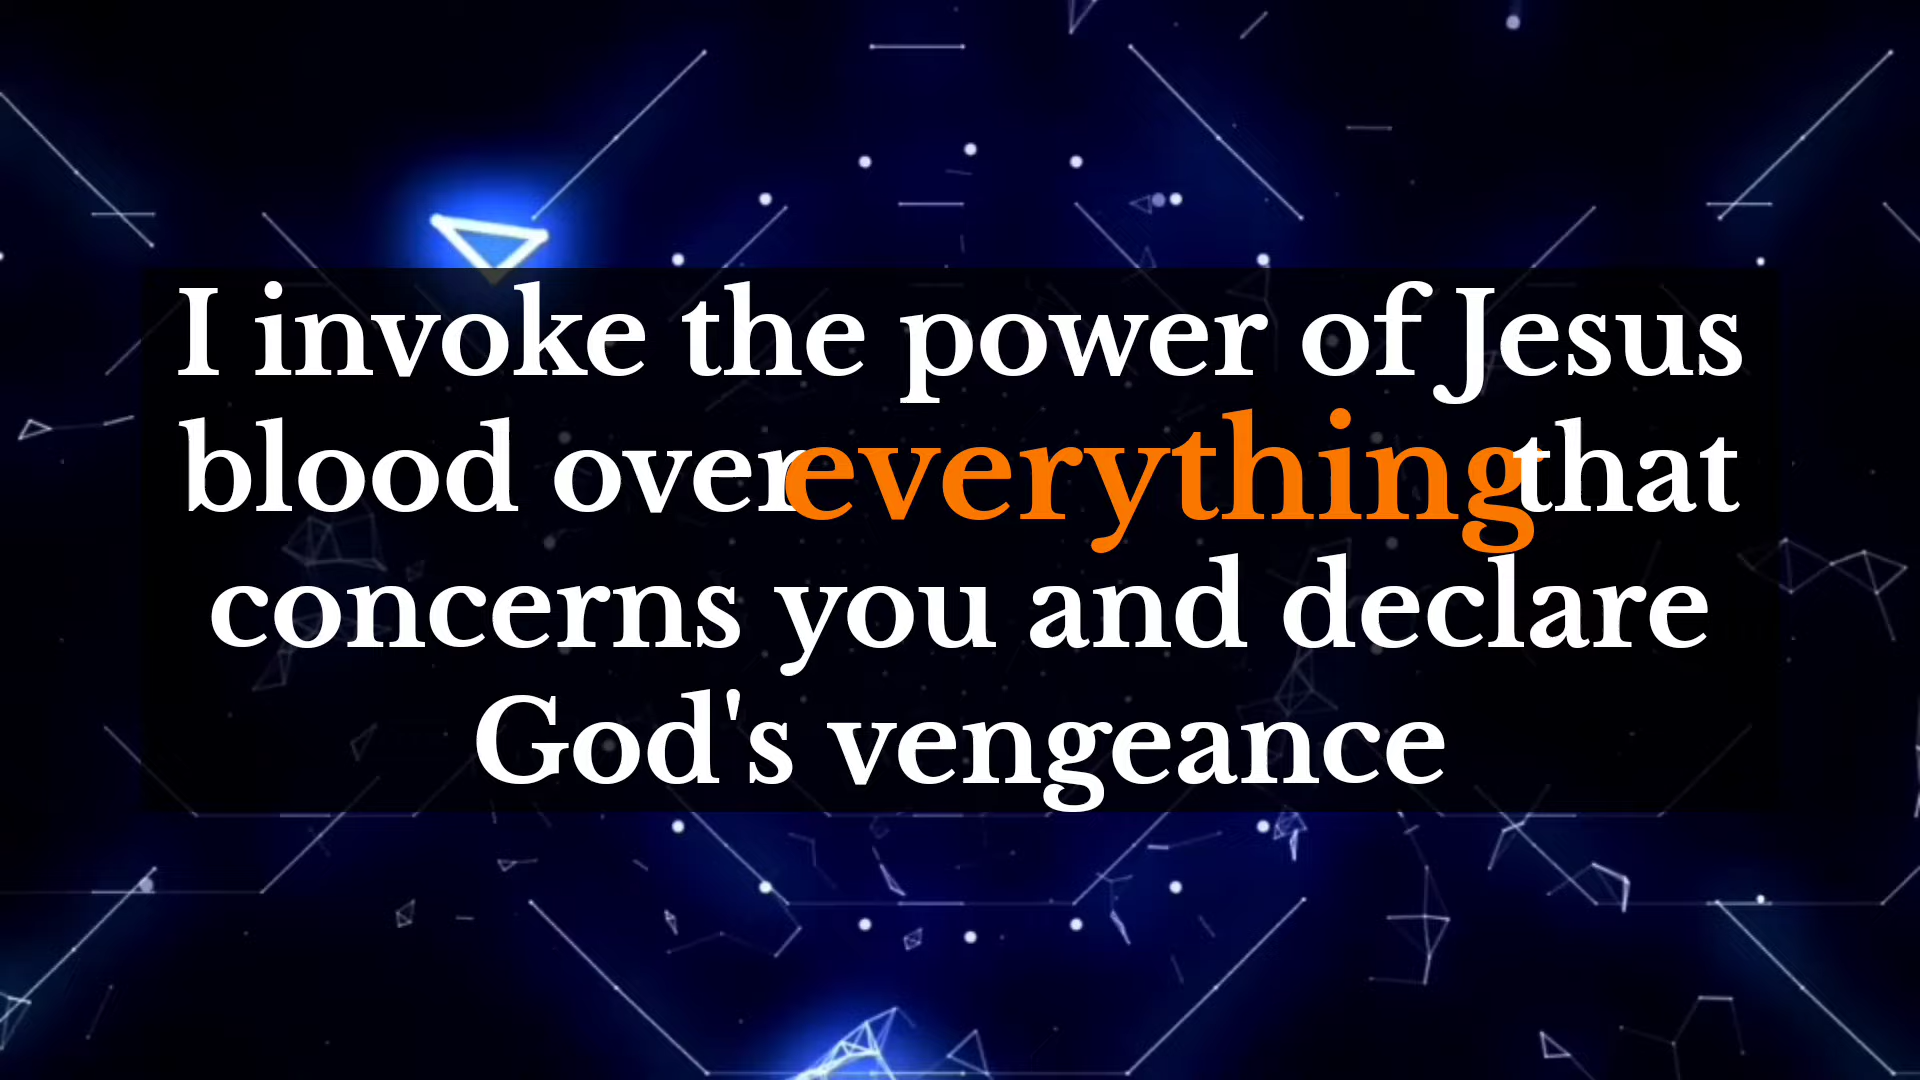 I invoke the power of Jesus
blood over everything that
concerns you and declare
God's vengeance